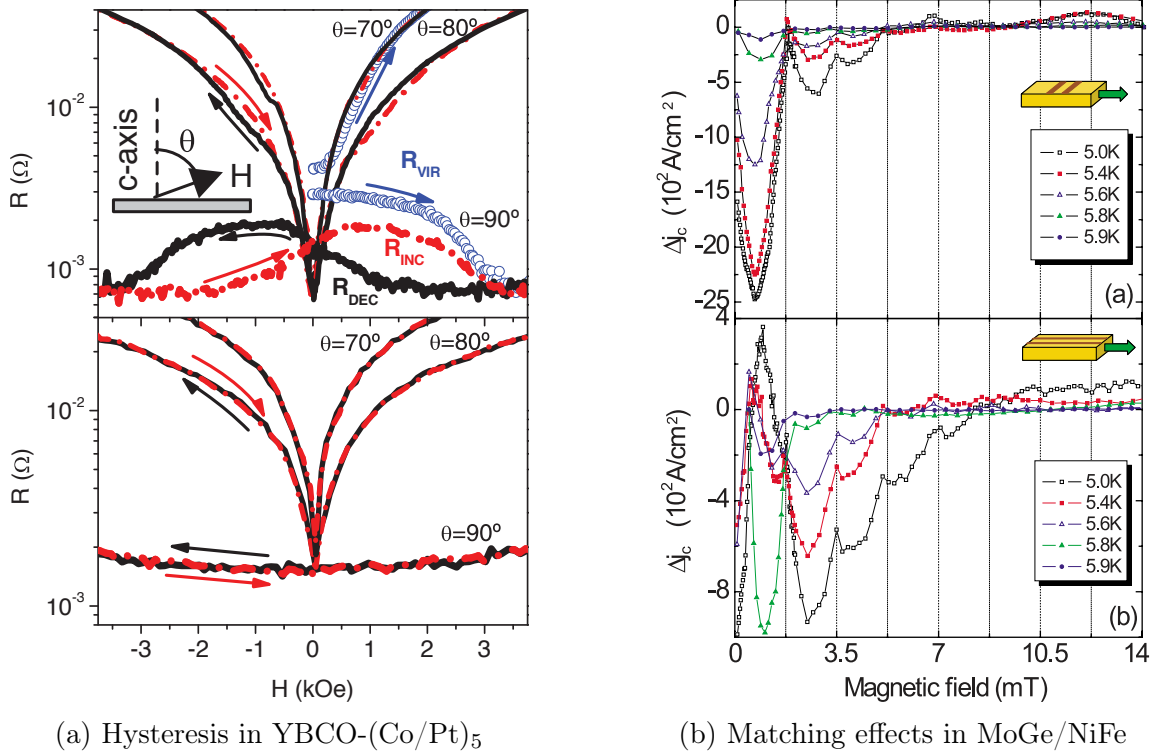 R (Ω)
10⁻²
10⁻³
θ=70º
θ=80º
c-axis
θ
H
R_VIR
θ=90º
R_INC
R_DEC
R (Ω)
10⁻²
10⁻³
θ=70º
θ=80º
θ=90º
-3 -2 -1 0 1 2 3
H (kOe)
(a) Hysteresis in YBCO-(Co/Pt)₅
Δj_c (10² A/cm²)
0
-5
-10
-15
-20
-25
5.0K
5.4K
5.6K
5.8K
5.9K
(a)
Δj_c (10² A/cm²)
4
0
-4
-8
5.0K
5.4K
5.6K
5.8K
5.9K
(b)
0 3.5 7 10.5 14
Magnetic field (mT)
(b) Matching effects in MoGe/NiFe